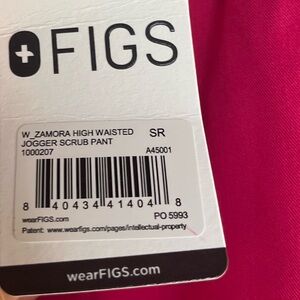 FIGS
W_ZAMORA HIGH WAISTED SR
JOGGER SCRUB PANT
1000207 A45001
8 40434 41404 8
wearFIGS.com PO 5993
Patent: www.wearfigs.com/pages/intellectual-property
wearFIGS.com